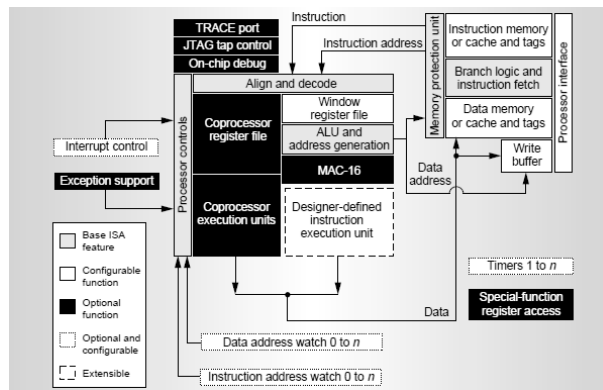 TRACE port
JTAG tap control
On-chip debug
Instruction
Instruction address
Align and decode
Processor controls
Coprocessor
register file
Window
register file
ALU and
address generation
MAC-16
Coprocessor
execution units
Designer-defined
instruction
execution unit
Interrupt control
Exception support
Memory protection unit
Instruction memory
or cache and tags
Branch logic and
instruction fetch
Data memory
or cache and tags
Write
buffer
Processor interface
Data
address
Data
Timers 1 to n
Special-function
register access
Data address watch 0 to n
Instruction address watch 0 to n
Base ISA
feature
Configurable
function
Optional
function
Optional and
configurable
Extensible